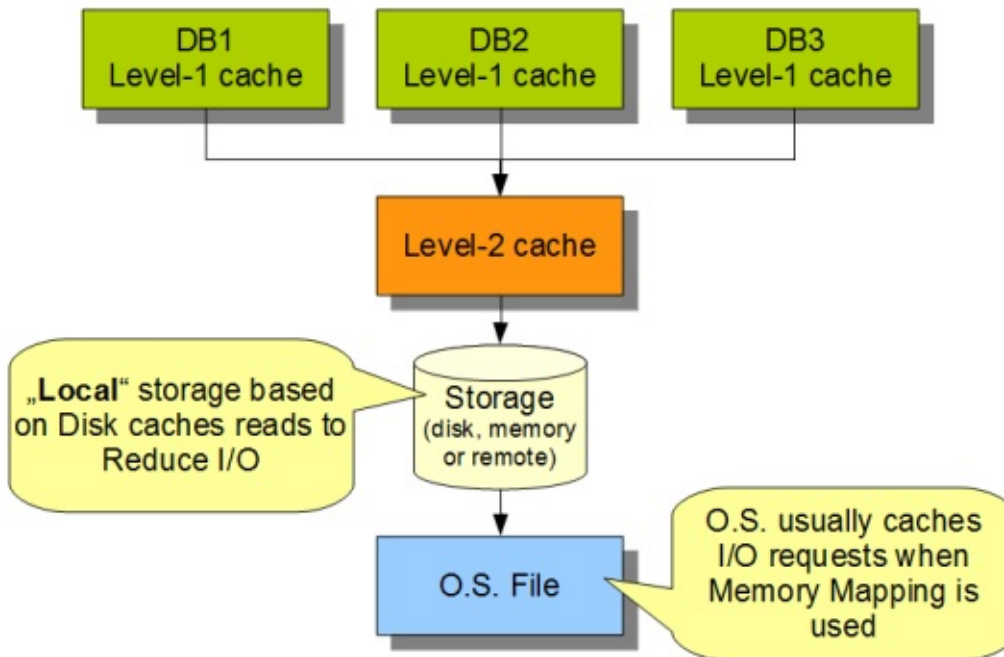 DB1
Level-1 cache
DB2
Level-1 cache
DB3
Level-1 cache
Level-2 cache
„Local“ storage based
on Disk caches reads to
Reduce I/O
Storage
(disk, memory
or remote)
O.S. File
O.S. usually caches
I/O requests when
Memory Mapping is
used